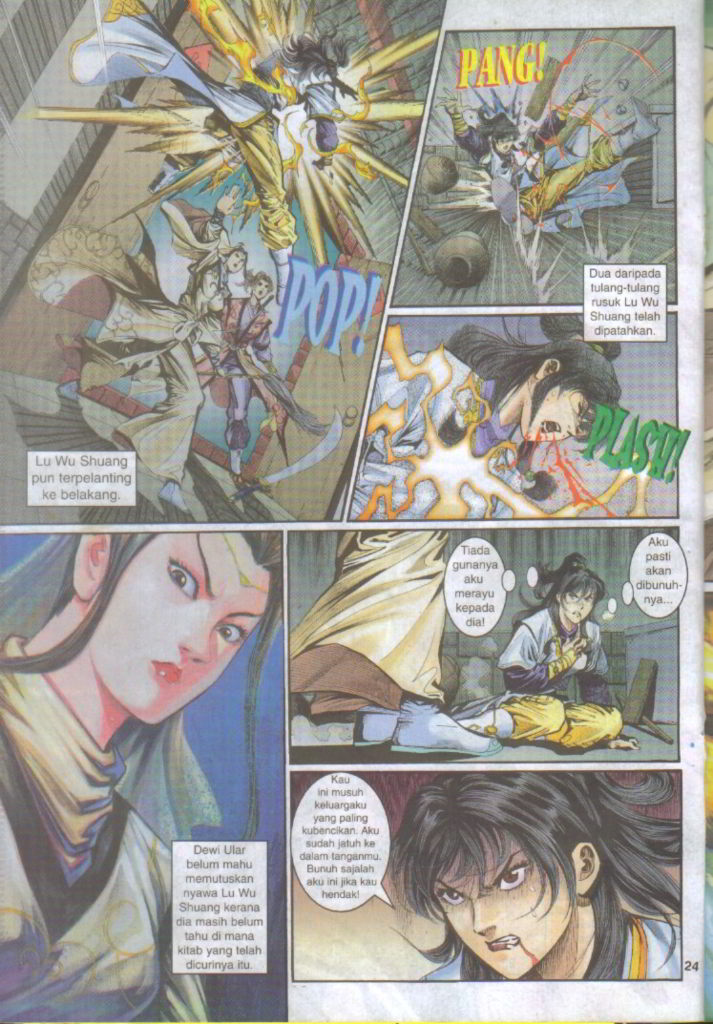 POP!
Lu Wu Shuang
pun terpelanting
ke belakang.
PANG!
Dua daripada
tulang-tulang
rusuk Lu Wu
Shuang telah
dipatahkan.
PLASH!
Dewi Ular
belum mahu
memutuskan
nyawa Lu Wu
Shuang kerana
dia masih belum
tahu di mana
kitab yang telah
dicurinya itu.
Tiada
gunanya
aku
merayu
kepada
dia!
Aku
pasti
akan
dibunuh-
nya...
Kau
ini musuh
keluargaku
yang paling
kubencikan. Aku
sudah jatuh ke
dalam tanganmu.
Bunuh sajalah
aku ini jika kau
hendak!
24